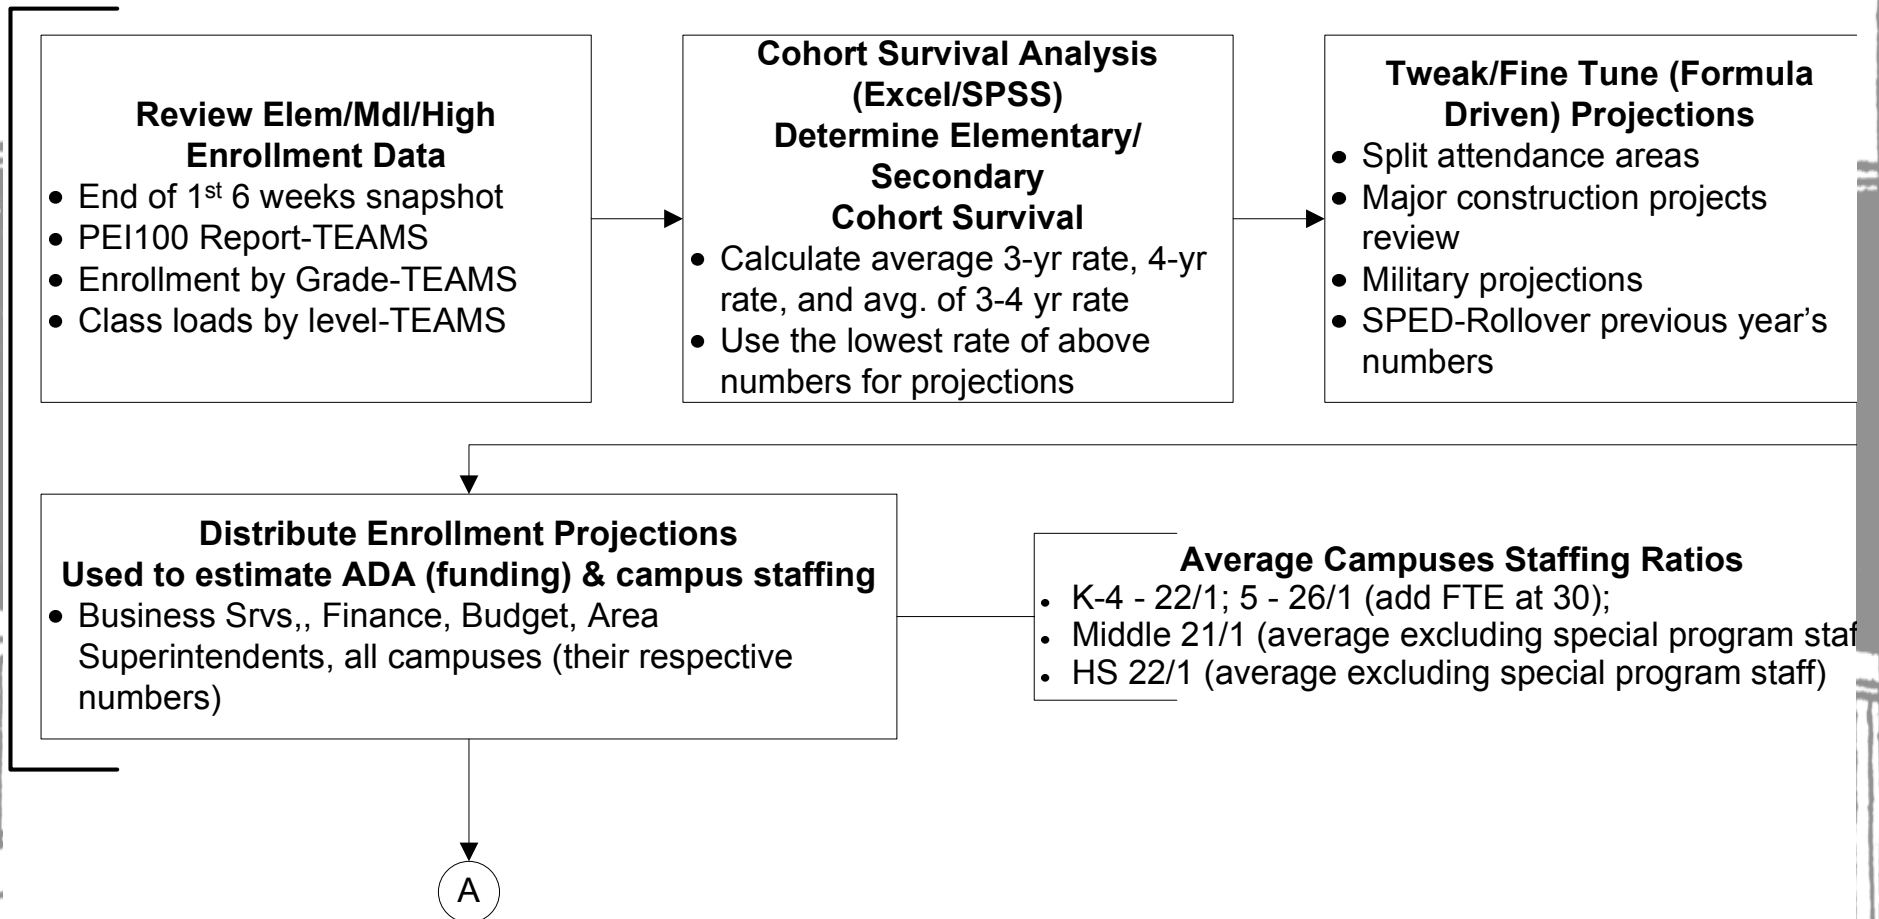 Review Elem/Mdl/High
Enrollment Data
• End of 1st 6 weeks snapshot
• PEI100 Report-TEAMS
• Enrollment by Grade-TEAMS
• Class loads by level-TEAMS
Cohort Survival Analysis
(Excel/SPSS)
Determine Elementary/
Secondary
Cohort Survival
• Calculate average 3-yr rate, 4-yr
rate, and avg. of 3-4 yr rate
• Use the lowest rate of above
numbers for projections
Tweak/Fine Tune (Formula
Driven) Projections
• Split attendance areas
• Major construction projects
review
• Military projections
• SPED-Rollover previous year's
numbers
Distribute Enrollment Projections
Used to estimate ADA (funding) & campus staffing
• Business Srvs,, Finance, Budget, Area
Superintendents, all campuses (their respective
numbers)
Average Campuses Staffing Ratios
• K-4 - 22/1; 5 - 26/1 (add FTE at 30);
• Middle 21/1 (average excluding special program staf
• HS 22/1 (average excluding special program staff)
A